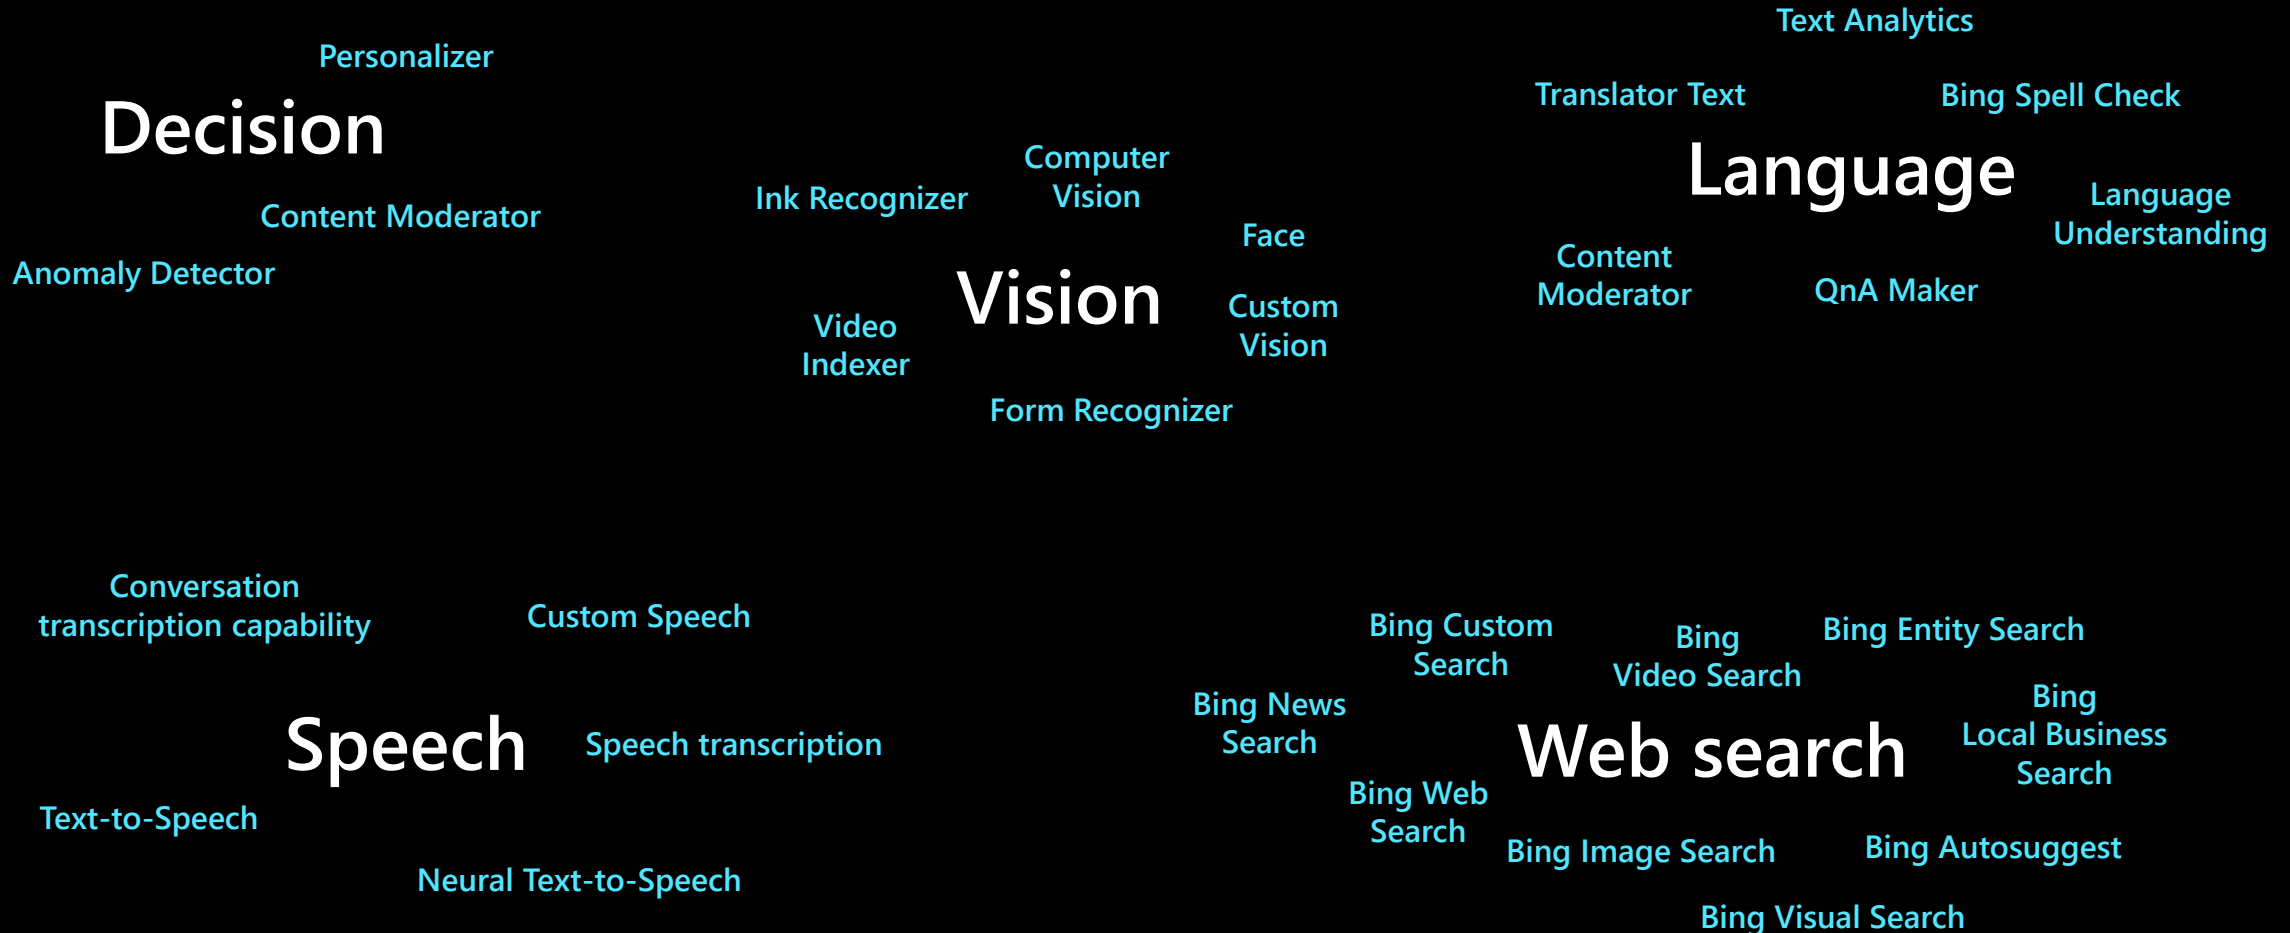 Personalizer
Decision
Content Moderator
Anomaly Detector
Computer
Vision
Ink Recognizer
Face
Vision
Custom
Vision
Video
Indexer
Form Recognizer
Text Analytics
Translator Text
Bing Spell Check
Language
Language
Understanding
Content
Moderator
QnA Maker
Conversation
transcription capability
Custom Speech
Speech
Speech transcription
Text-to-Speech
Neural Text-to-Speech
Bing Custom
Search
Bing
Video Search
Bing Entity Search
Bing News
Search
Web search
Bing
Local Business
Search
Bing Web
Search
Bing Image Search
Bing Autosuggest
Bing Visual Search